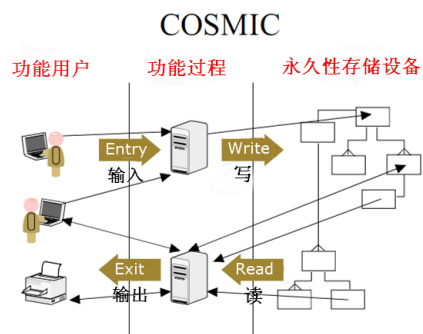 COSMIC
功能用户
功能过程
永久性存储设备
Entry
输入
Write
写
Exit
输出
Read
读